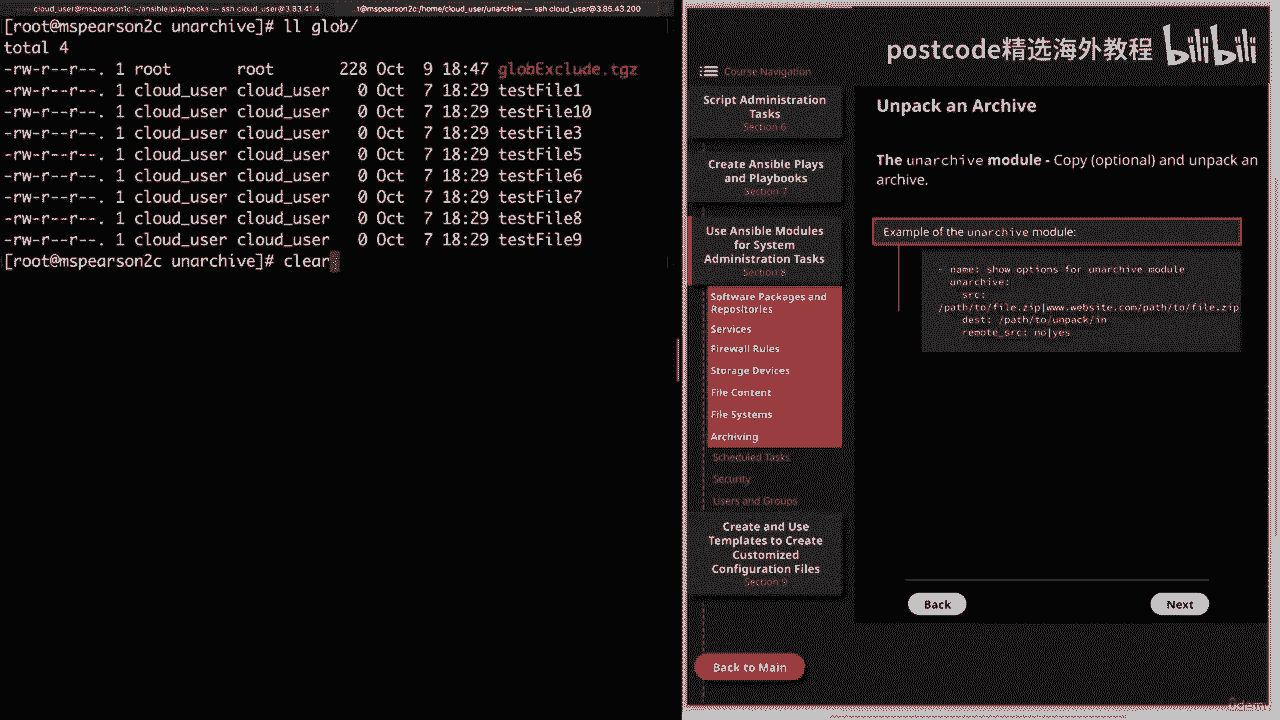 cloud_user@mspearson1c:~/ansible/playbooks — ssh cloud_user@3.83.41.4
.1@mspearson2c:/home/cloud_user/unarchive — ssh cloud_user@3.85.43.200
[root@mspearson2c unarchive]# ll glob/
total 4
-rw-r--r--. 1 root root 228 Oct 9 18:47 globExclude.tgz
-rw-r--r--. 1 cloud_user cloud_user 0 Oct 7 18:29 testFile1
-rw-r--r--. 1 cloud_user cloud_user 0 Oct 7 18:29 testFile10
-rw-r--r--. 1 cloud_user cloud_user 0 Oct 7 18:29 testFile3
-rw-r--r--. 1 cloud_user cloud_user 0 Oct 7 18:29 testFile5
-rw-r--r--. 1 cloud_user cloud_user 0 Oct 7 18:29 testFile6
-rw-r--r--. 1 cloud_user cloud_user 0 Oct 7 18:29 testFile7
-rw-r--r--. 1 cloud_user cloud_user 0 Oct 7 18:29 testFile8
-rw-r--r--. 1 cloud_user cloud_user 0 Oct 7 18:29 testFile9
[root@mspearson2c unarchive]# clear
postcode精选海外教程 bilibili
Course Navigation
Script Administration
Tasks
Section 6
Create Ansible Plays
and Playbooks
Section 7
Use Ansible Modules
for System
Administration Tasks
Section 8
Software Packages and
Repositories
Services
Firewall Rules
Storage Devices
File Content
File Systems
Archiving
Scheduled Tasks
Security
Users and Groups
Create and Use
Templates to Create
Customized
Configuration Files
Section 9
Back to Main
Unpack an Archive
The unarchive module - Copy (optional) and unpack an
archive.
Example of the unarchive module:
- name: show options for unarchive module
unarchive:
src:
/path/to/file.zip|www.website.com/path/to/file.zip
dest: /path/to/unpack/in
remote_src: no|yes
Back
Next
Udemy